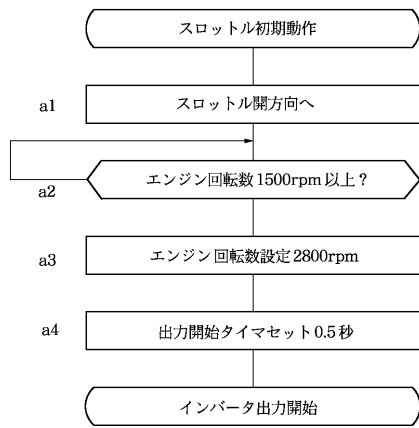 スロットル初期動作
a1
スロットル開方向へ
エンジン回転数1500rpm以上？
a2
エンジン回転数設定2800rpm
a3
a4
出力開始タイマセット0.5秒
インバータ出力開始